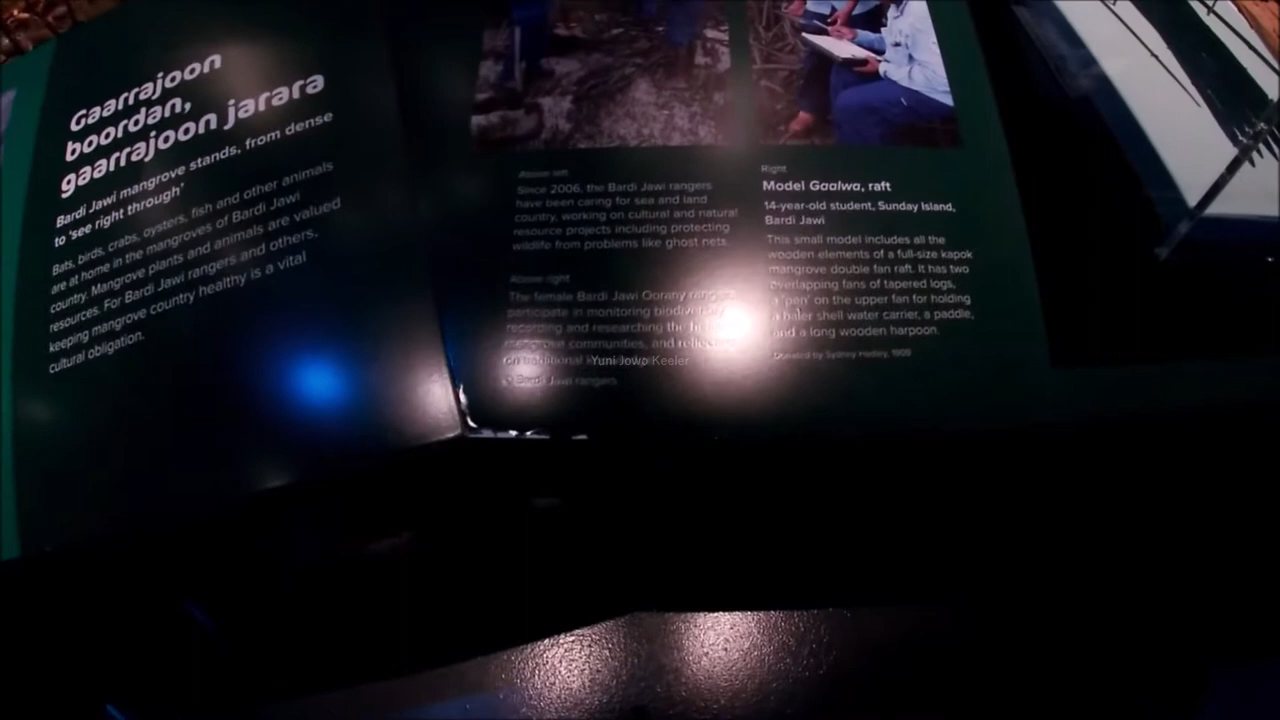 Gaarrajoon
boordan,
gaarrajoon jarara
Bardi Jawi mangrove stands, from dense
to 'see right through'
Bats, birds, crabs, oysters, fish and other animals
are at home in the mangroves of Bardi Jawi
country. Mangrove plants and animals are valued
resources. For Bardi Jawi rangers and others,
keeping mangrove country healthy is a vital
cultural obligation.
Above left
Since 2006, the Bardi Jawi rangers
have been caring for sea and land
country, working on cultural and natural
resource projects including protecting
wildlife from problems like ghost nets.
Above right
The female Bardi Jawi Oorany rangers
participate in monitoring biodiversity,
recording and researching the
mangrove communities, and
on traditional
© Bardi Jawi rangers
Yuni Jowo Keeler
Right
Model Gaalwa, raft
14-year-old student, Sunday Island,
Bardi Jawi
This small model includes all the
wooden elements of a full-size kapok
mangrove double fan raft. It has two
overlapping fans of tapered logs,
a 'pen' on the upper fan for holding
a baler shell water carrier, a paddle,
and a long wooden harpoon.
Donated by Sydney Hadley, 1909